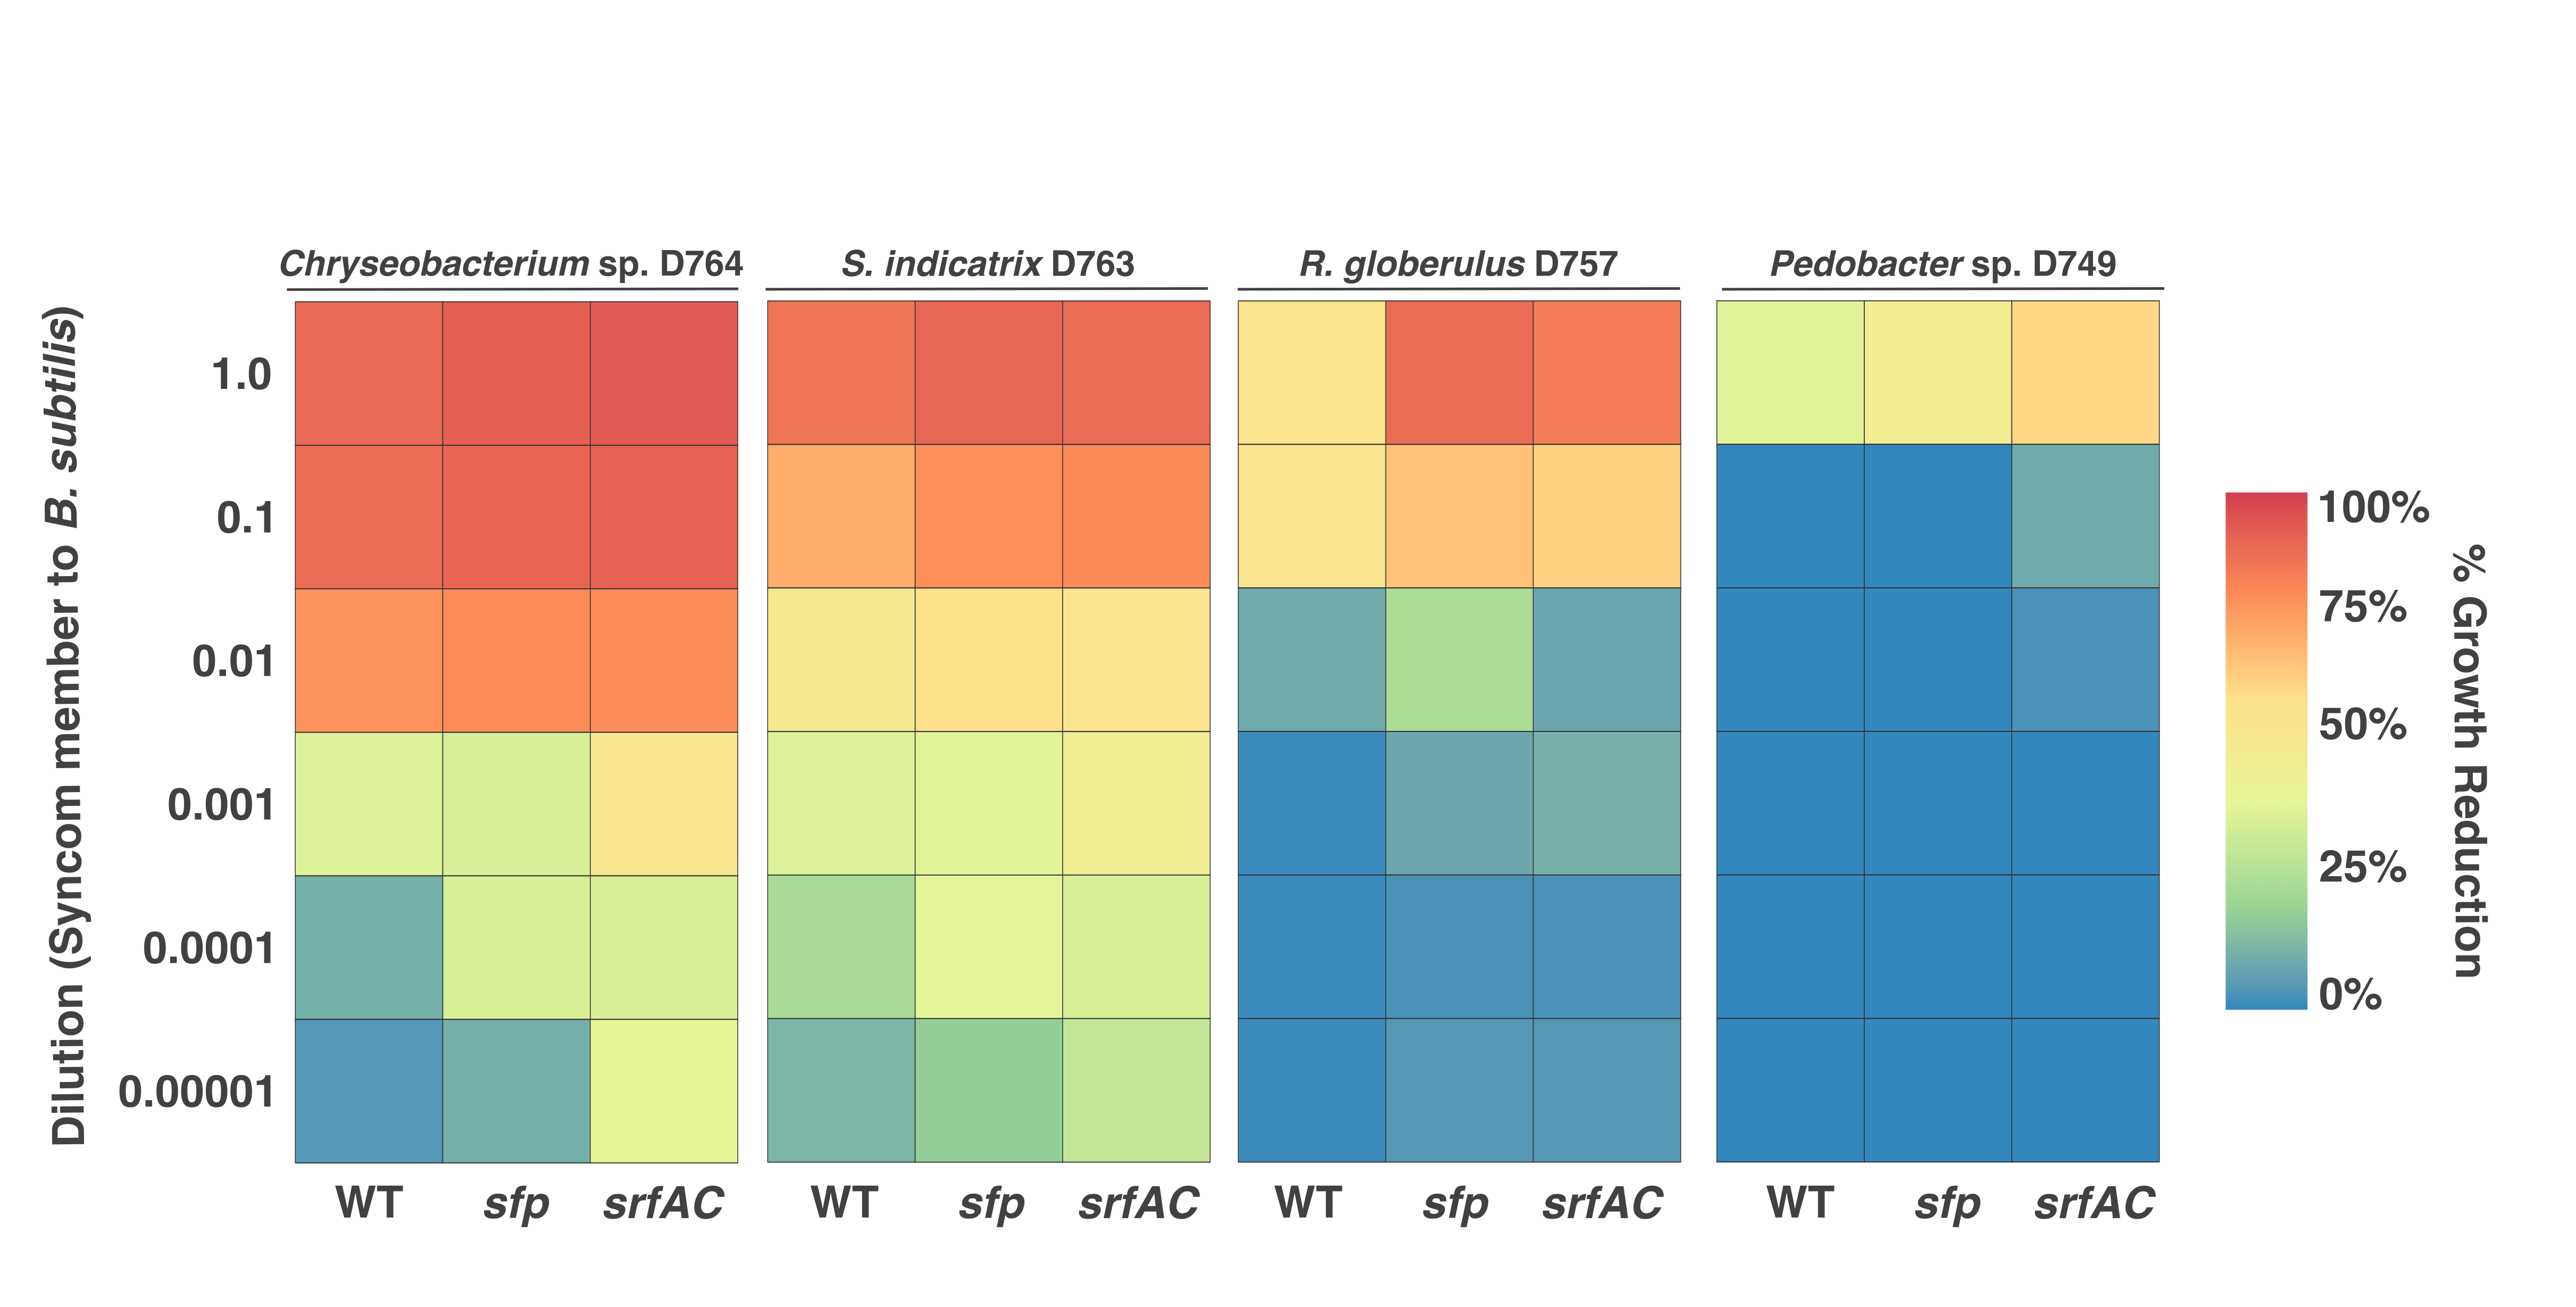 Chryseobacterium sp. D764
S. indicatrix D763
R. globerulus D757
Pedobacter sp. D749
Dilution (Syncom member to B. subtilis)
1.0
0.1
0.01
0.001
0.0001
0.00001
WT sfp srfAC
WT sfp srfAC
WT sfp srfAC
WT sfp srfAC
100%
75%
50%
25%
0%
% Growth Reduction